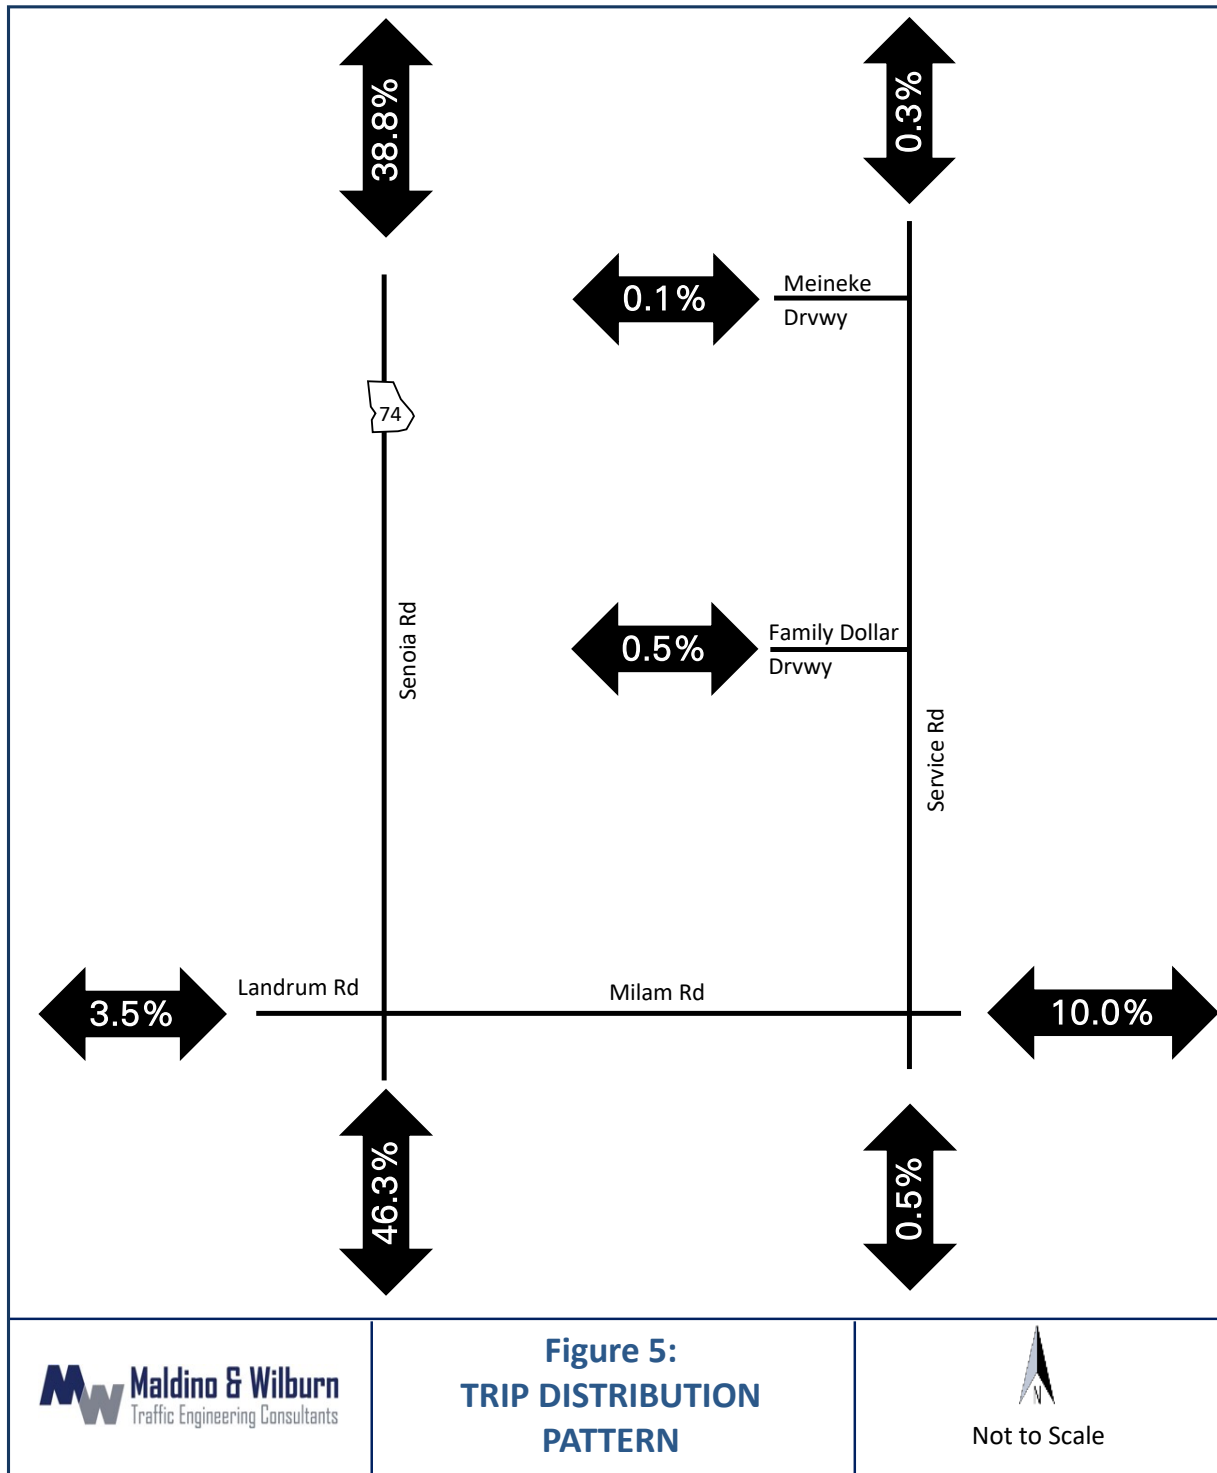 38.8%
0.3%
Meineke
0.1%
Drvwy
74
Senoia Rd
Family Dollar
0.5%
Drvwy
Service Rd
Landrum Rd
Milam Rd
3.5%
10.0%
46.3%
0.5%
MW Maldino & Wilburn
Traffic Engineering Consultants
Figure 5:
TRIP DISTRIBUTION
PATTERN
N
Not to Scale